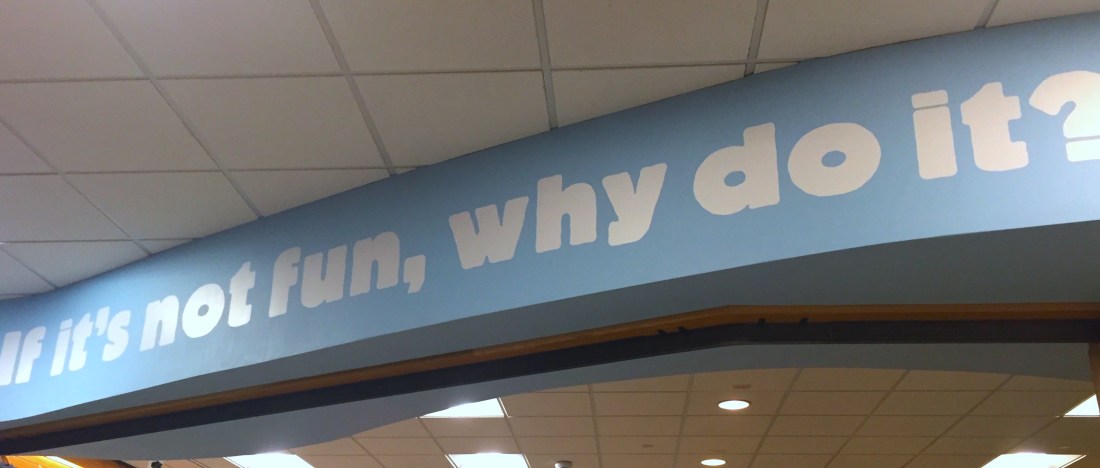 If it's not fun, why do it?